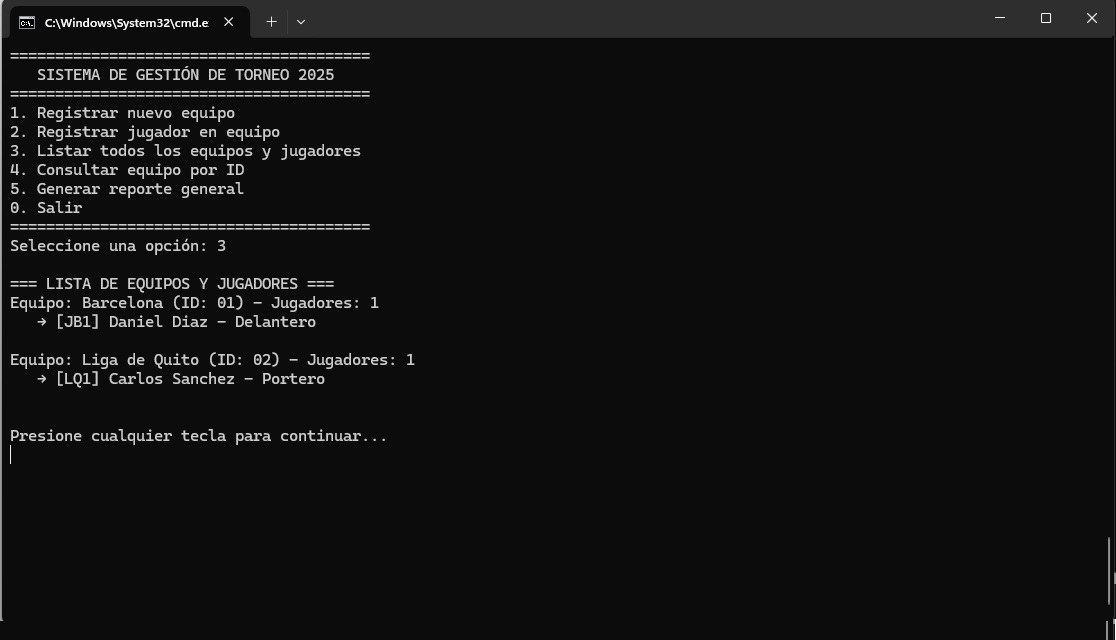 C:\Windows\System32\cmd.e
========================================
SISTEMA DE GESTIÓN DE TORNEO 2025
========================================
1. Registrar nuevo equipo
2. Registrar jugador en equipo
3. Listar todos los equipos y jugadores
4. Consultar equipo por ID
5. Generar reporte general
0. Salir
========================================
Seleccione una opción: 3
=== LISTA DE EQUIPOS Y JUGADORES ===
Equipo: Barcelona (ID: 01) - Jugadores: 1
→ [JB1] Daniel Diaz - Delantero
Equipo: Liga de Quito (ID: 02) - Jugadores: 1
→ [LQ1] Carlos Sanchez - Portero
Presione cualquier tecla para continuar...